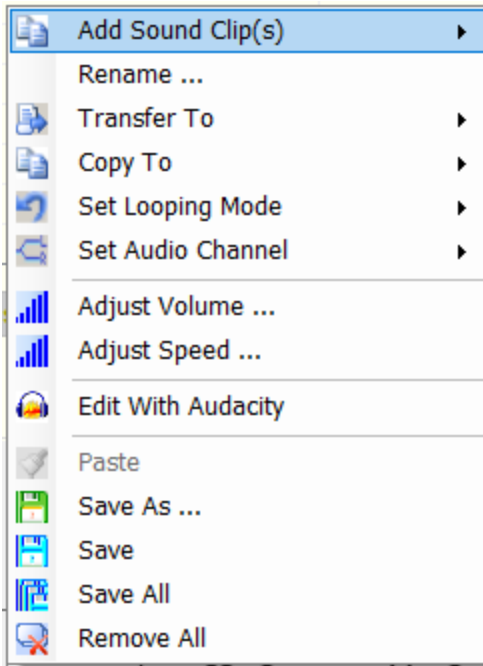 Add Sound Clip(s)
Rename ...
Transfer To
Copy To
Set Looping Mode
Set Audio Channel
Adjust Volume ...
Adjust Speed ...
Edit With Audacity
Paste
Save As ...
Save
Save All
Remove All